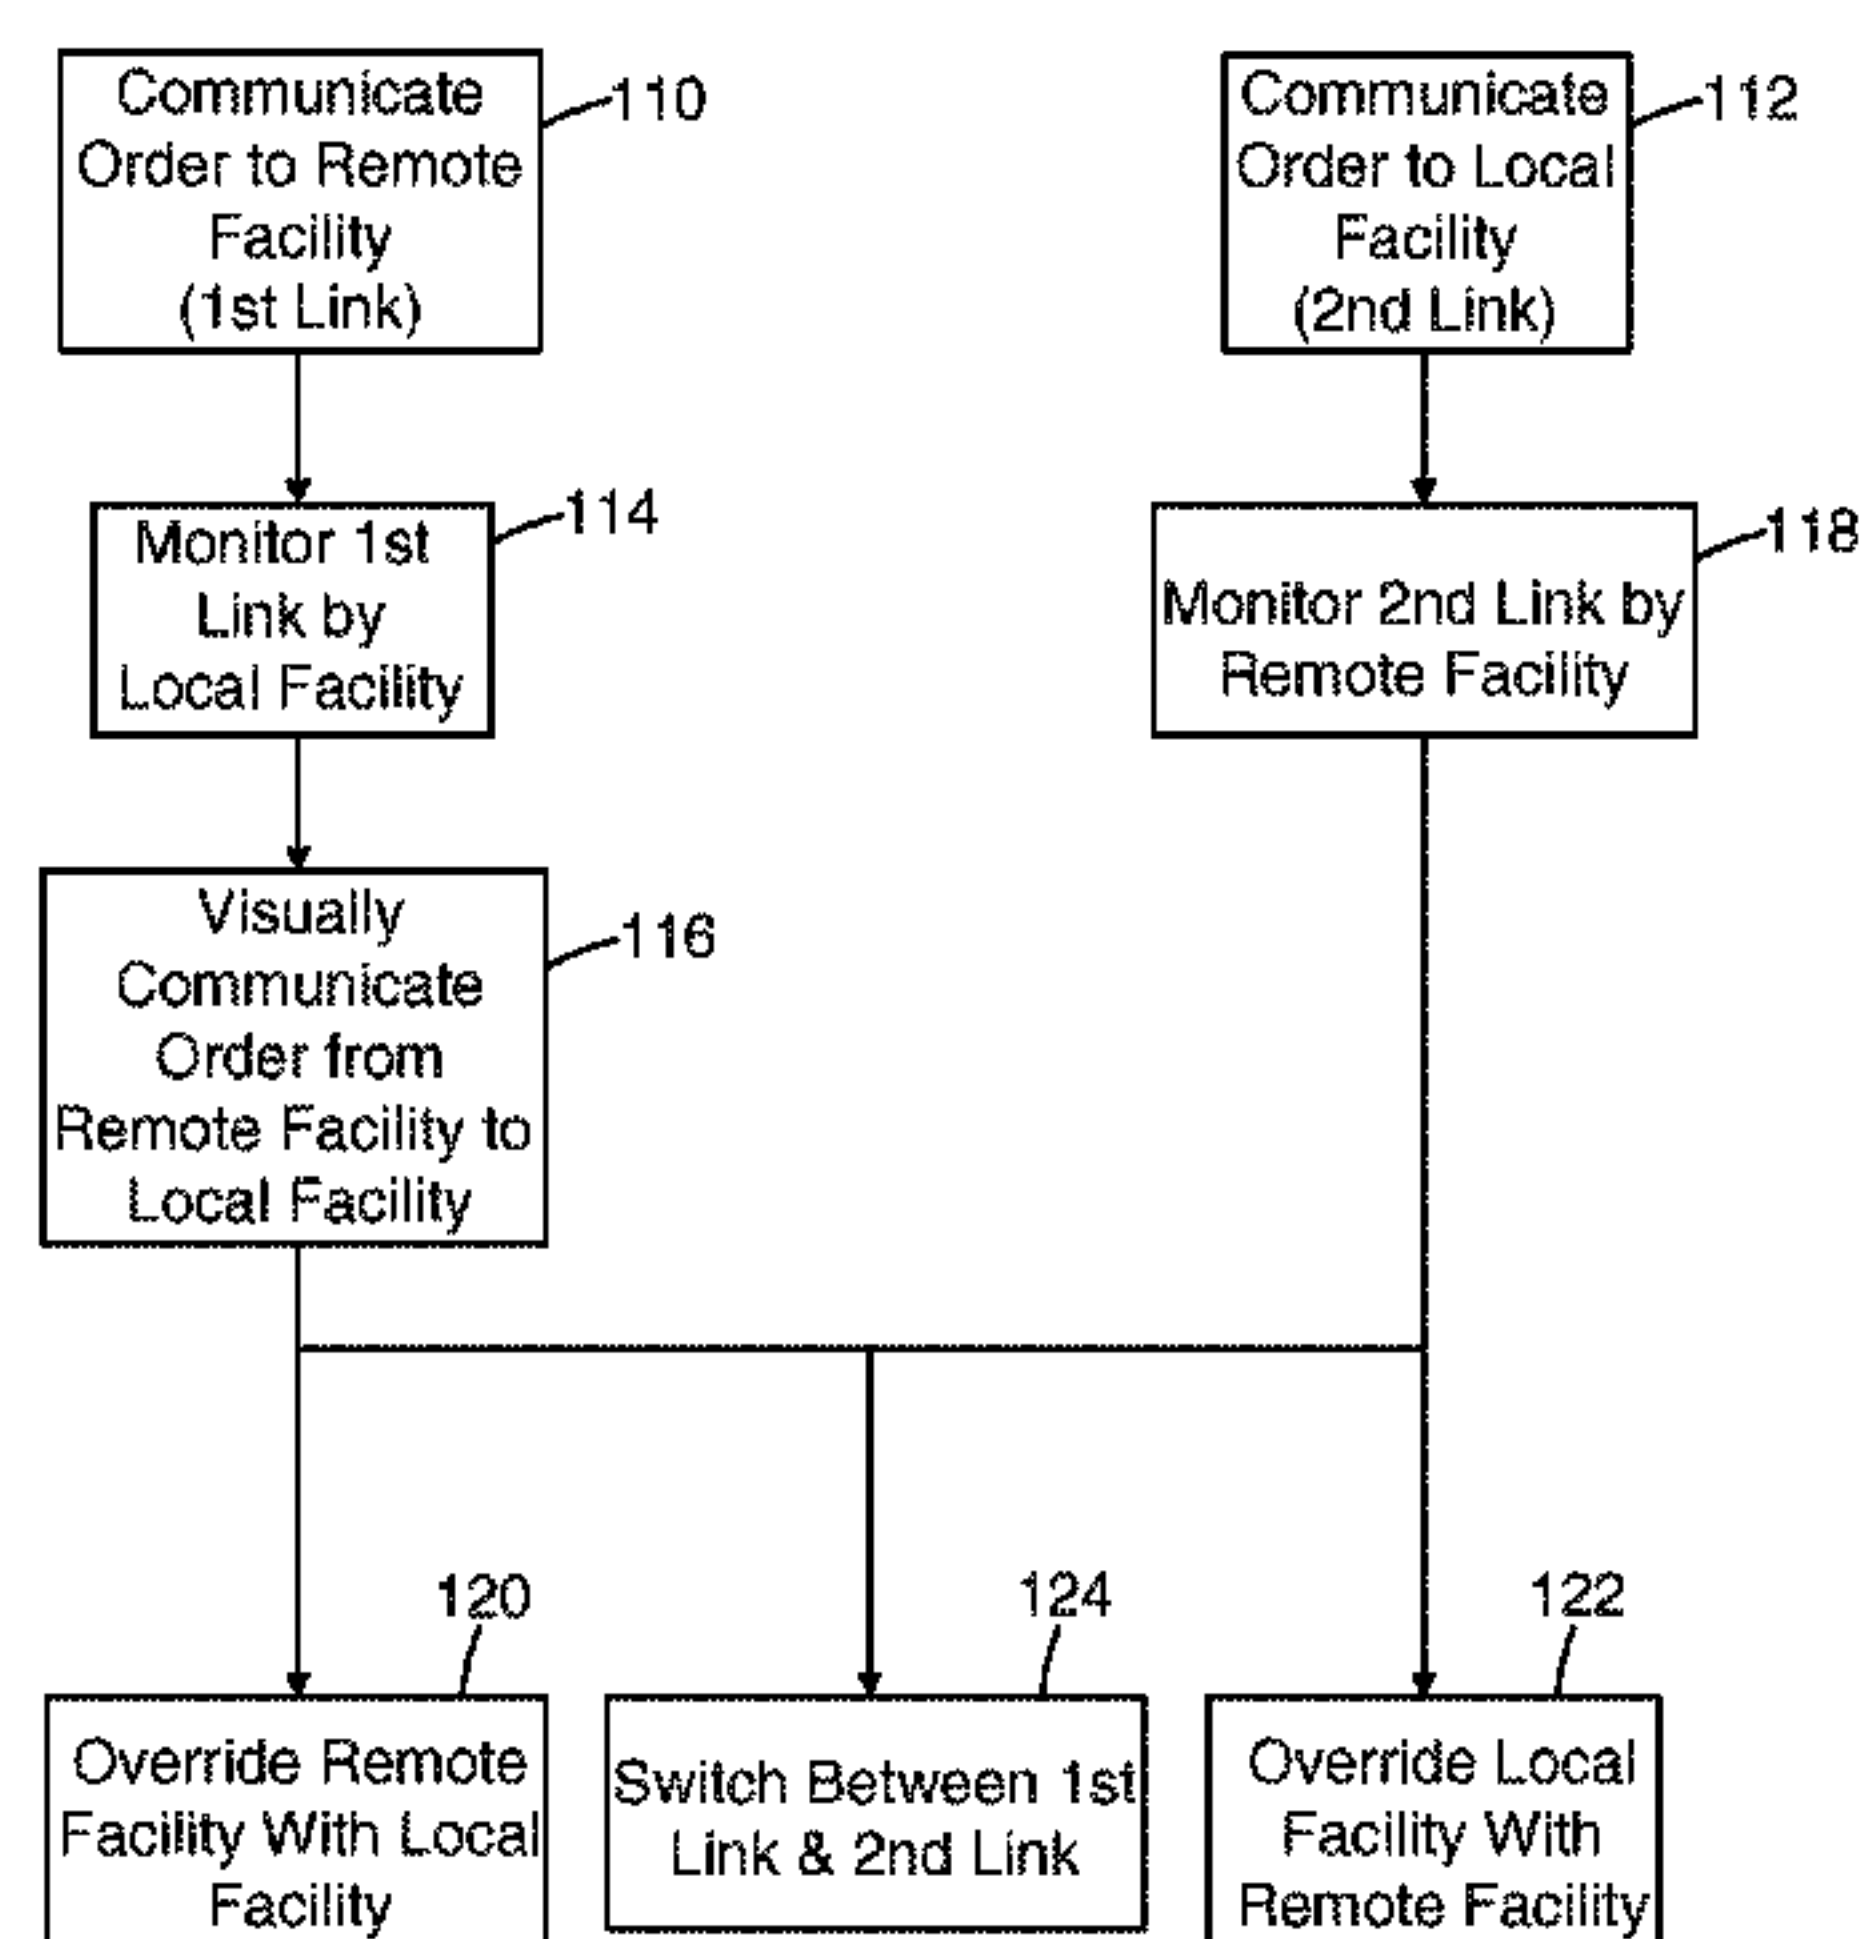 Communicate
Order to Remote
Facility
(1st Link)
110
Communicate
Order to Local
Facility
(2nd Link)
112
Monitor 1st
Link by
Local Facility
114
Monitor 2nd Link by
Remote Facility
118
Visually
Communicate
Order from
Remote Facility to
Local Facility
116
120
Override Remote
Facility With Local
Facility
124
Switch Between 1st
Link & 2nd Link
122
Override Local
Facility With
Remote Facility